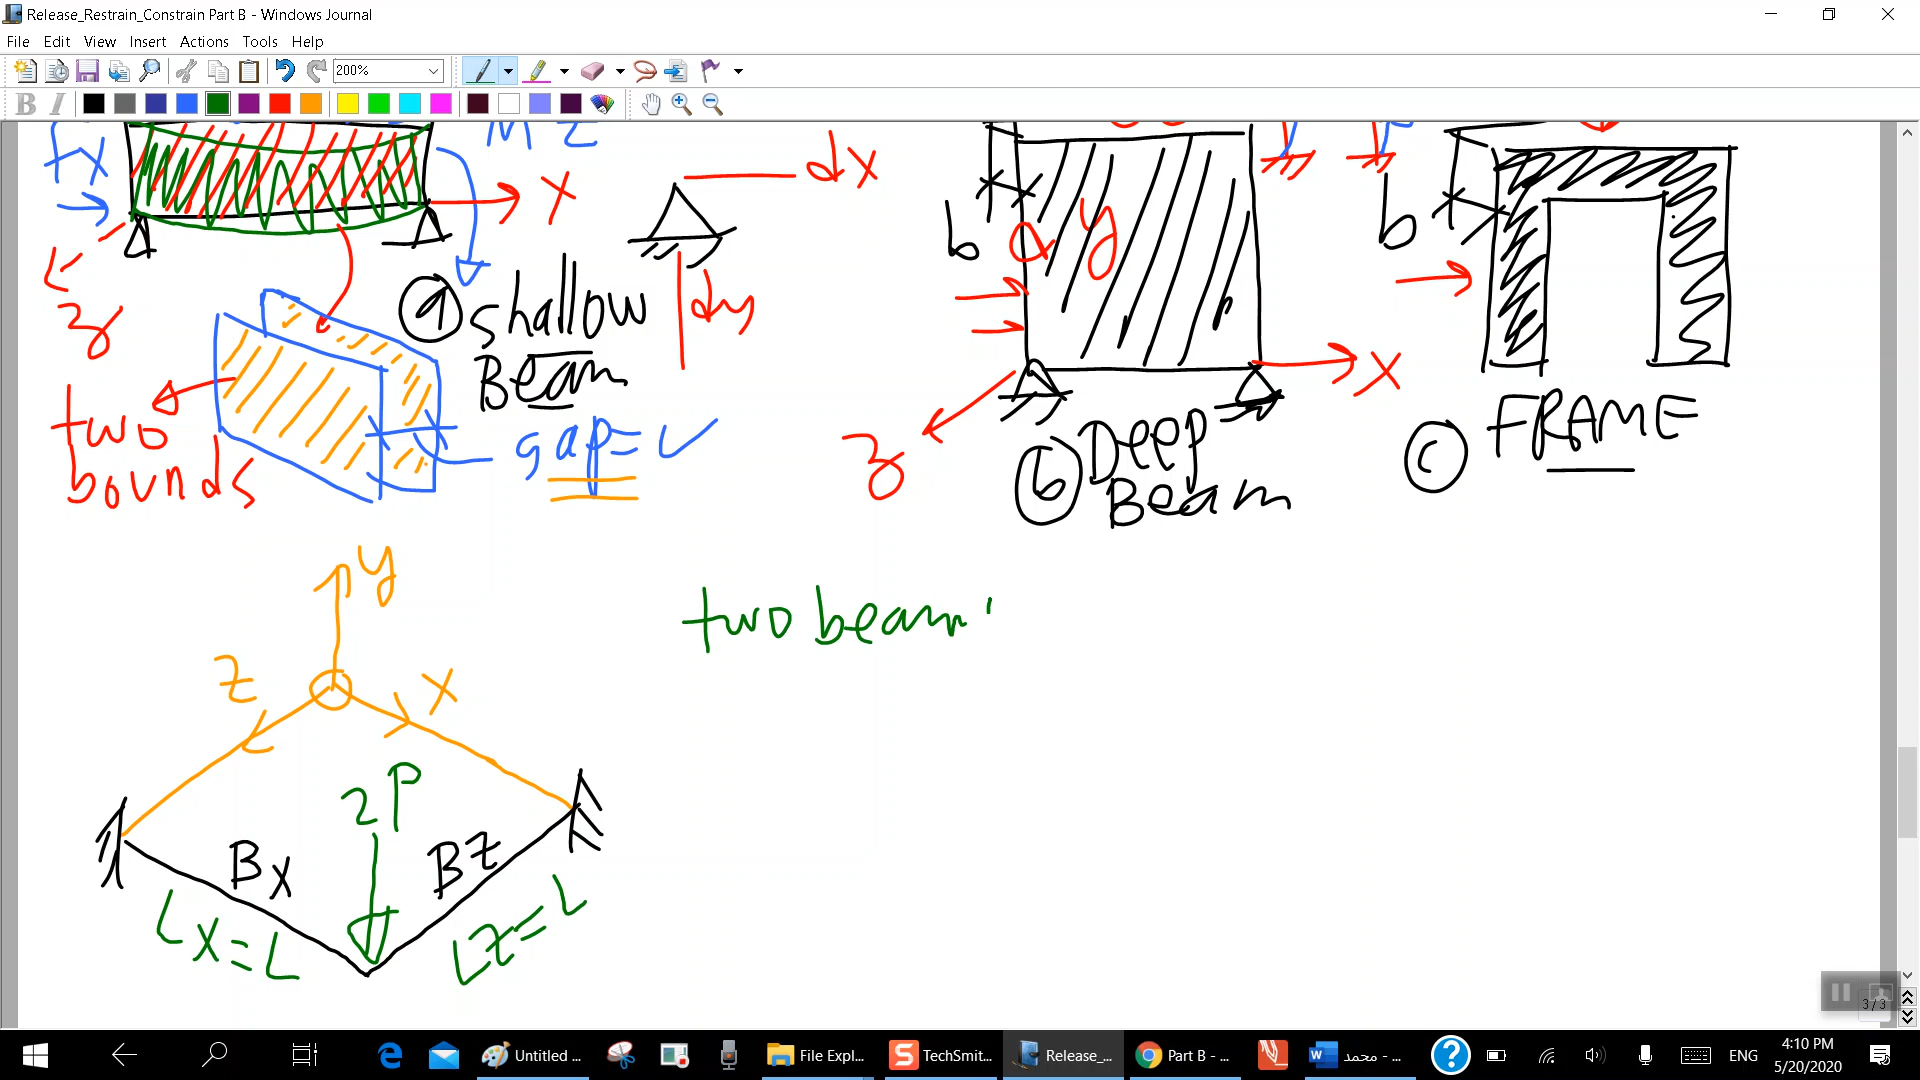 Release_Restrain_Constrain Part B - Windows Journal
File Edit View Insert Actions Tools Help
200%
B I
fx
x
z
dx
dy
a shallow
Beam
two
bounds
gap=
b
a y
x
z
b Deep
Beam
b
c FRAME
y
z
x
two beam
2P
Bx
Bz
Lx=L
Lz=L
3/3
Untitled ...
File Expl...
TechSmit...
Release_...
Part B - ...
محمد - ...
ENG
4:10 PM
5/20/2020